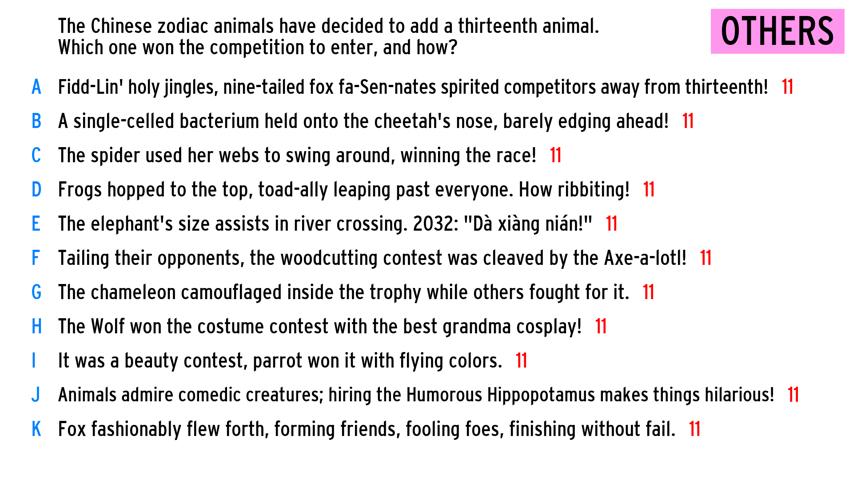 The Chinese zodiac animals have decided to add a thirteenth animal.
Which one won the competition to enter, and how?
OTHERS
A Fidd-Lin' holy jingles, nine-tailed fox fa-Sen-nates spirited competitors away from thirteenth! 11
B A single-celled bacterium held onto the cheetah's nose, barely edging ahead! 11
C The spider used her webs to swing around, winning the race! 11
D Frogs hopped to the top, toad-ally leaping past everyone. How ribbiting! 11
E The elephant's size assists in river crossing. 2032: "Dà xiàng nián!" 11
F Tailing their opponents, the woodcutting contest was cleaved by the Axe-a-lotl! 11
G The chameleon camouflaged inside the trophy while others fought for it. 11
H The Wolf won the costume contest with the best grandma cosplay! 11
I It was a beauty contest, parrot won it with flying colors. 11
J Animals admire comedic creatures; hiring the Humorous Hippopotamus makes things hilarious! 11
K Fox fashionably flew forth, forming friends, fooling foes, finishing without fail. 11